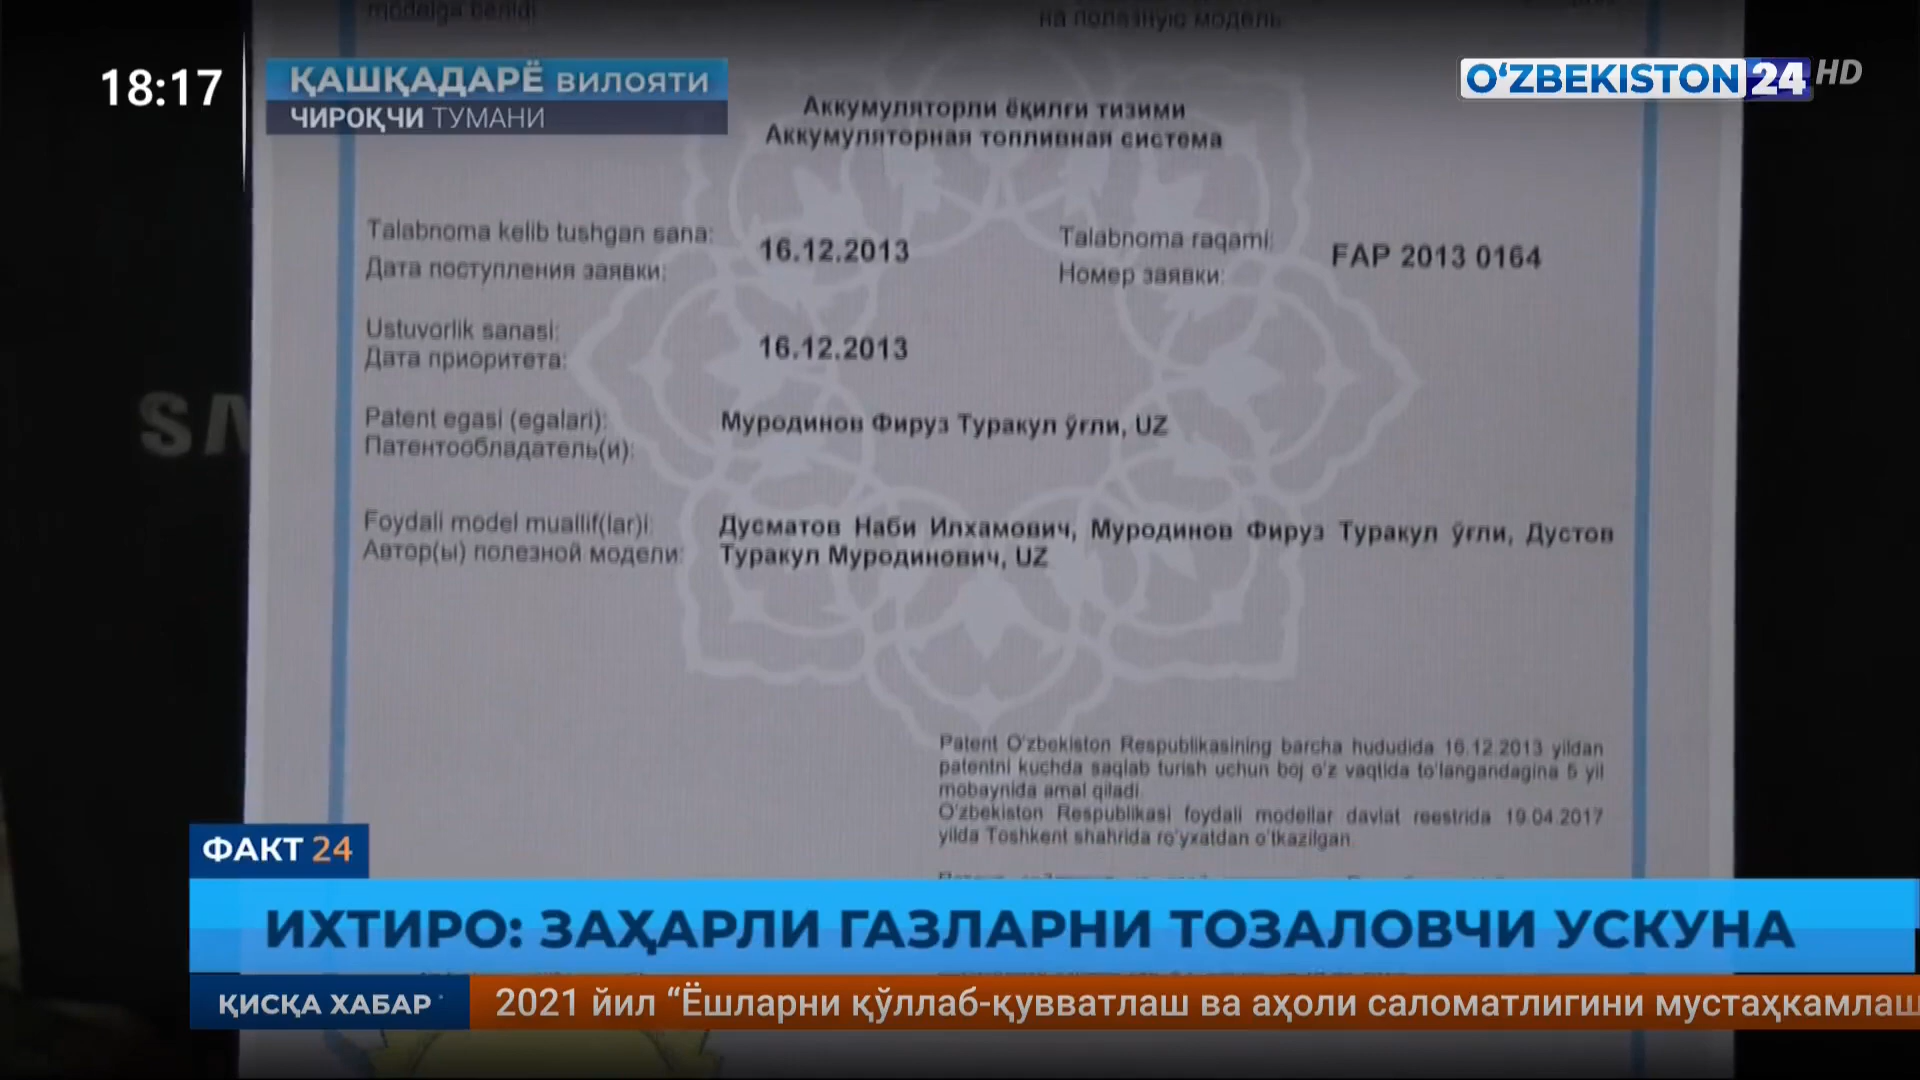 modelga berildi
на полезную модель
18:17
ҚАШҚАДАРЁ ВИЛОЯТИ
ЧИРОҚЧИ ТУМАНИ
O‘ZBEKISTON 24 HD
Аккумуляторли ёқилғи тизими
Аккумуляторная топливная система
Talabnoma kelib tushgan sana:
Дата поступления заявки:
16.12.2013
Talabnoma raqami:
Номер заявки:
FAP 2013 0164
Ustuvorlik sanasi:
Дата приоритета:
16.12.2013
Patent egasi (egalari):
Патентообладатель(и):
Муродинов Фируз Туракул ўғли, UZ
Foydali model muallif(lar)i:
Автор(ы) полезной модели:
Дусматов Наби Илхамович, Муродинов Фируз Туракул ўғли, Дустов
Туракул Муродинович, UZ
SA
Patent O‘zbekiston Respublikasining barcha hududida 16.12.2013 yildan
patentni kuchda saqlab turish uchun boj o‘z vaqtida to‘langandagina 5 yil
mobaynida amal qiladi.
O‘zbekiston Respublikasi foydali modellar davlat reestrida 19.04.2017
yilda Toshkent shahrida ro‘yxatdan o‘tkazilgan.
ФАКТ 24
ИХТИРО: ЗАҲАРЛИ ГАЗЛАРНИ ТОЗАЛОВЧИ УСКУНА
ҚИСҚА ХАБАР
2021 йил “Ёшларни қўллаб-қувватлаш ва аҳоли саломатлигини мустаҳкамлаш